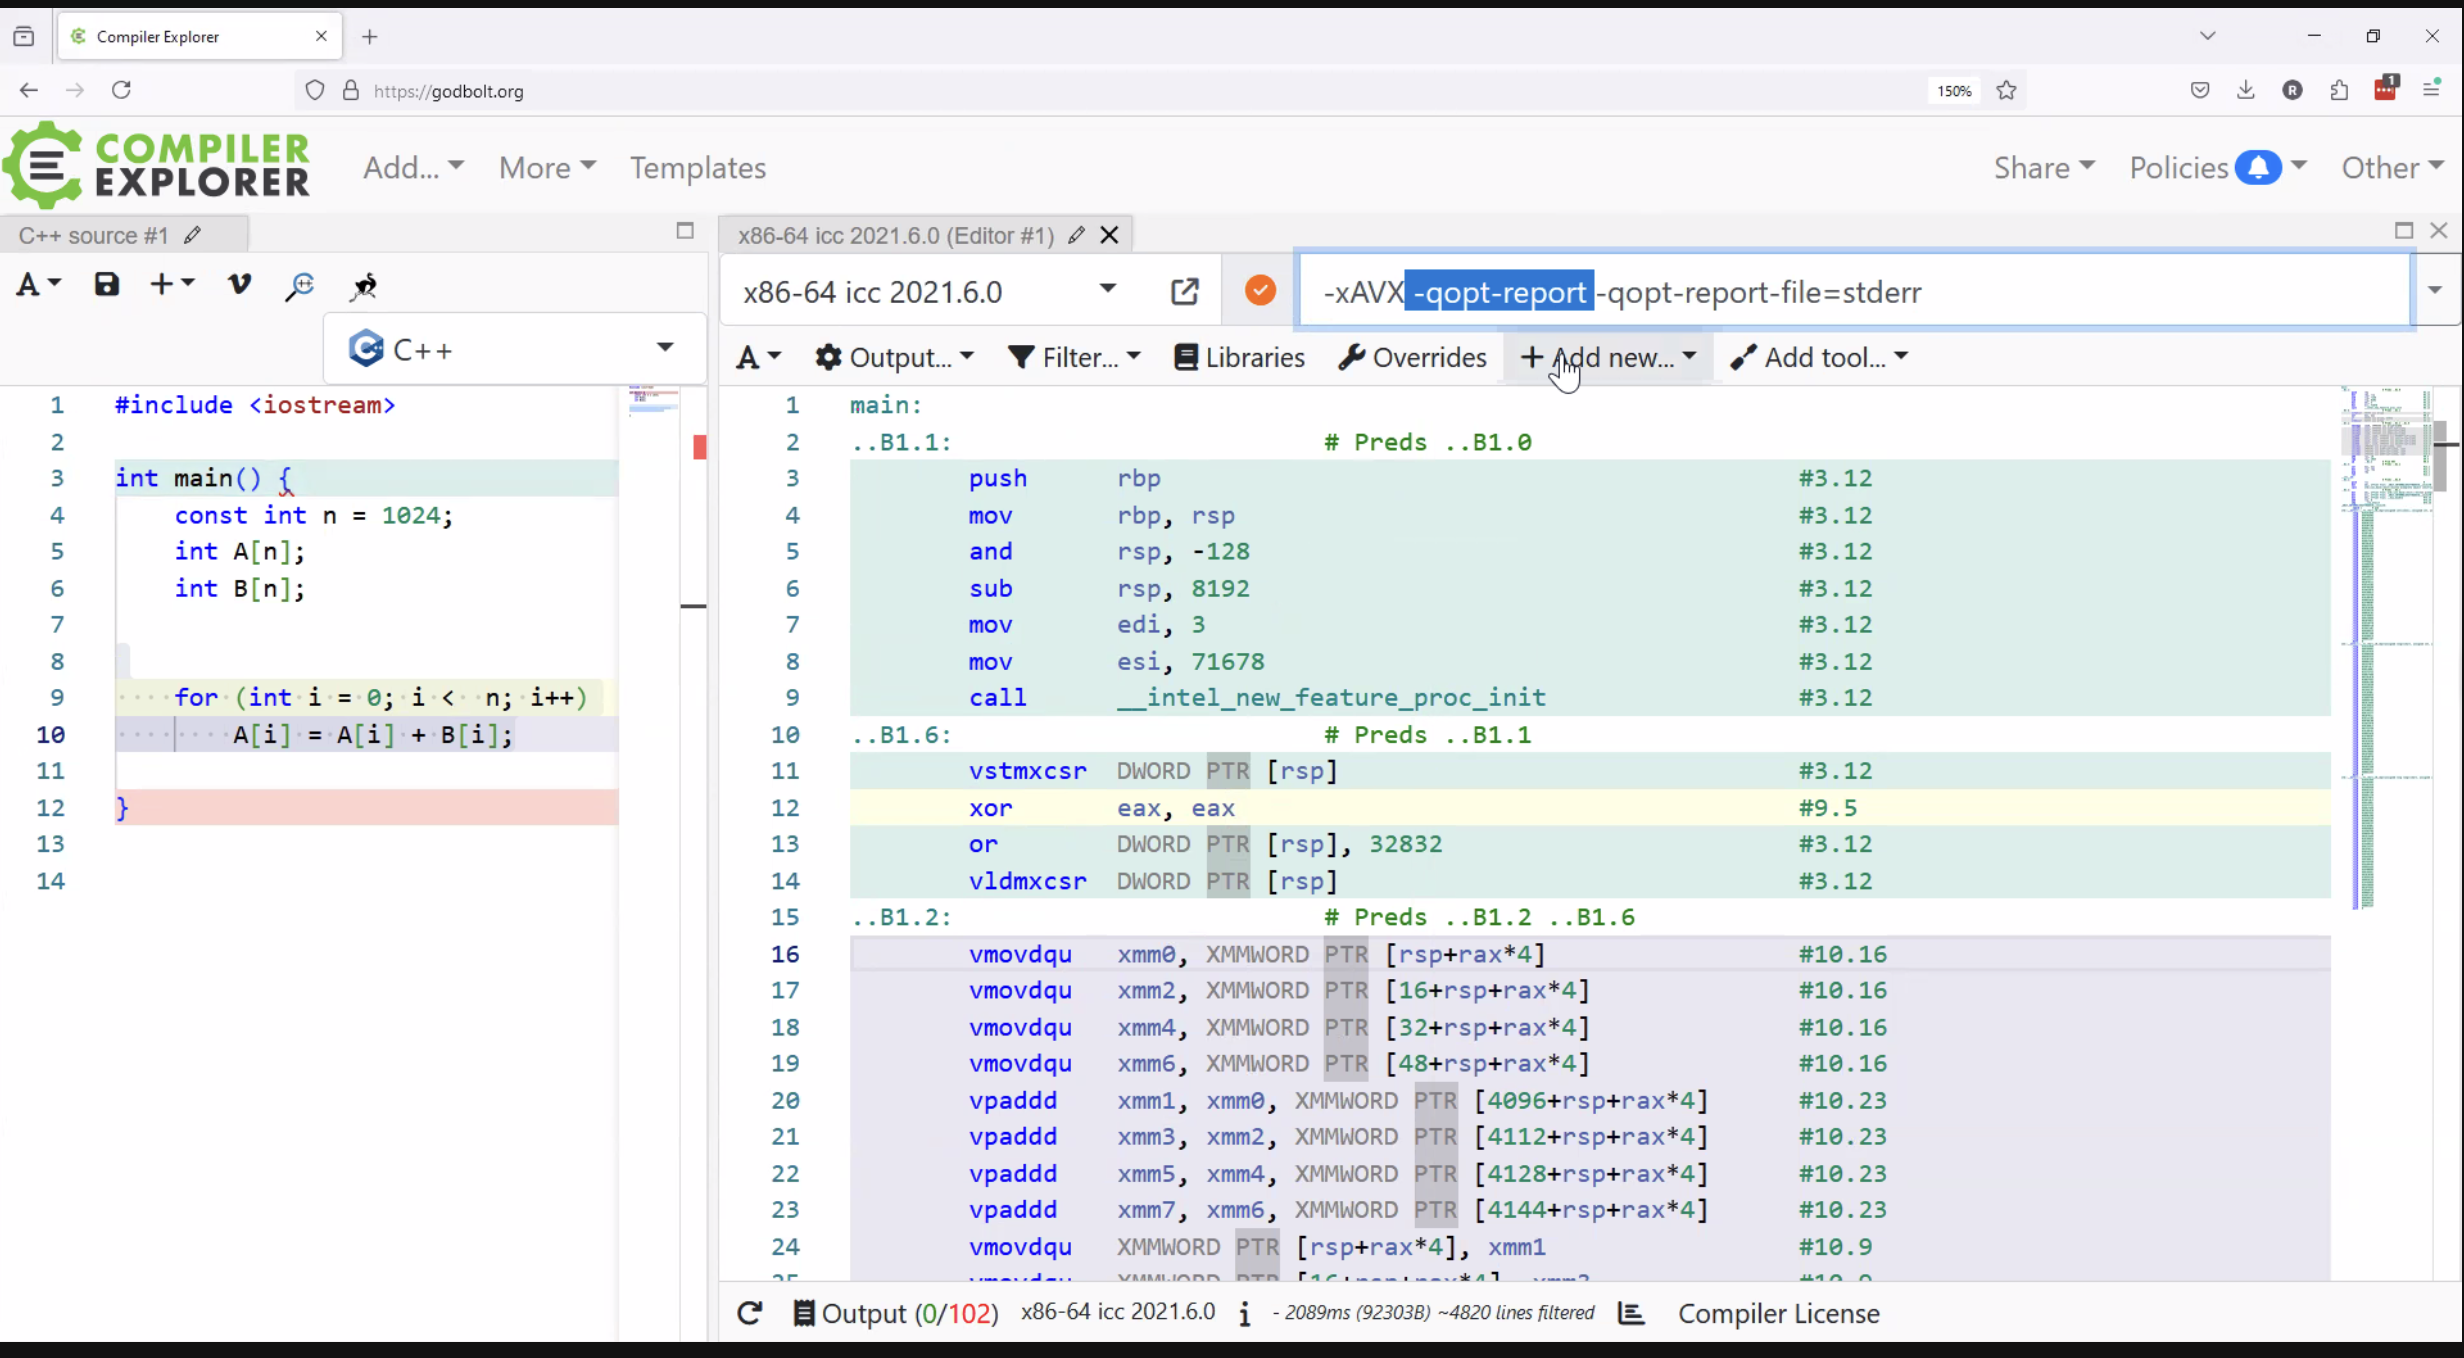 Compiler Explorer
https://godbolt.org
150%
R
1
COMPILER
EXPLORER
Add...
More
Templates
Share
Policies
Other
C++ source #1
A
C++
1 #include <iostream>
2
3 int main() {
4 const int n = 1024;
5 int A[n];
6 int B[n];
7
8
9 for (int i = 0; i < n; i++)
10 A[i] = A[i] + B[i];
11
12 }
13
14
x86-64 icc 2021.6.0 (Editor #1)
x86-64 icc 2021.6.0
-xAVX -qopt-report -qopt-report-file=stderr
A
Output...
Filter...
Libraries
Overrides
+ Add new...
Add tool...
1 main:
2 ..B1.1: # Preds ..B1.0
3 push rbp #3.12
4 mov rbp, rsp #3.12
5 and rsp, -128 #3.12
6 sub rsp, 8192 #3.12
7 mov edi, 3 #3.12
8 mov esi, 71678 #3.12
9 call __intel_new_feature_proc_init #3.12
10 ..B1.6: # Preds ..B1.1
11 vstmxcsr DWORD PTR [rsp] #3.12
12 xor eax, eax #9.5
13 or DWORD PTR [rsp], 32832 #3.12
14 vldmxcsr DWORD PTR [rsp] #3.12
15 ..B1.2: # Preds ..B1.2 ..B1.6
16 vmovdqu xmm0, XMMWORD PTR [rsp+rax*4] #10.16
17 vmovdqu xmm2, XMMWORD PTR [16+rsp+rax*4] #10.16
18 vmovdqu xmm4, XMMWORD PTR [32+rsp+rax*4] #10.16
19 vmovdqu xmm6, XMMWORD PTR [48+rsp+rax*4] #10.16
20 vpaddd xmm1, xmm0, XMMWORD PTR [4096+rsp+rax*4] #10.23
21 vpaddd xmm3, xmm2, XMMWORD PTR [4112+rsp+rax*4] #10.23
22 vpaddd xmm5, xmm4, XMMWORD PTR [4128+rsp+rax*4] #10.23
23 vpaddd xmm7, xmm6, XMMWORD PTR [4144+rsp+rax*4] #10.23
24 vmovdqu XMMWORD PTR [rsp+rax*4], xmm1 #10.9
Output (0/102) x86-64 icc 2021.6.0 i - 2089ms (92303B) ~4820 lines filtered Compiler License